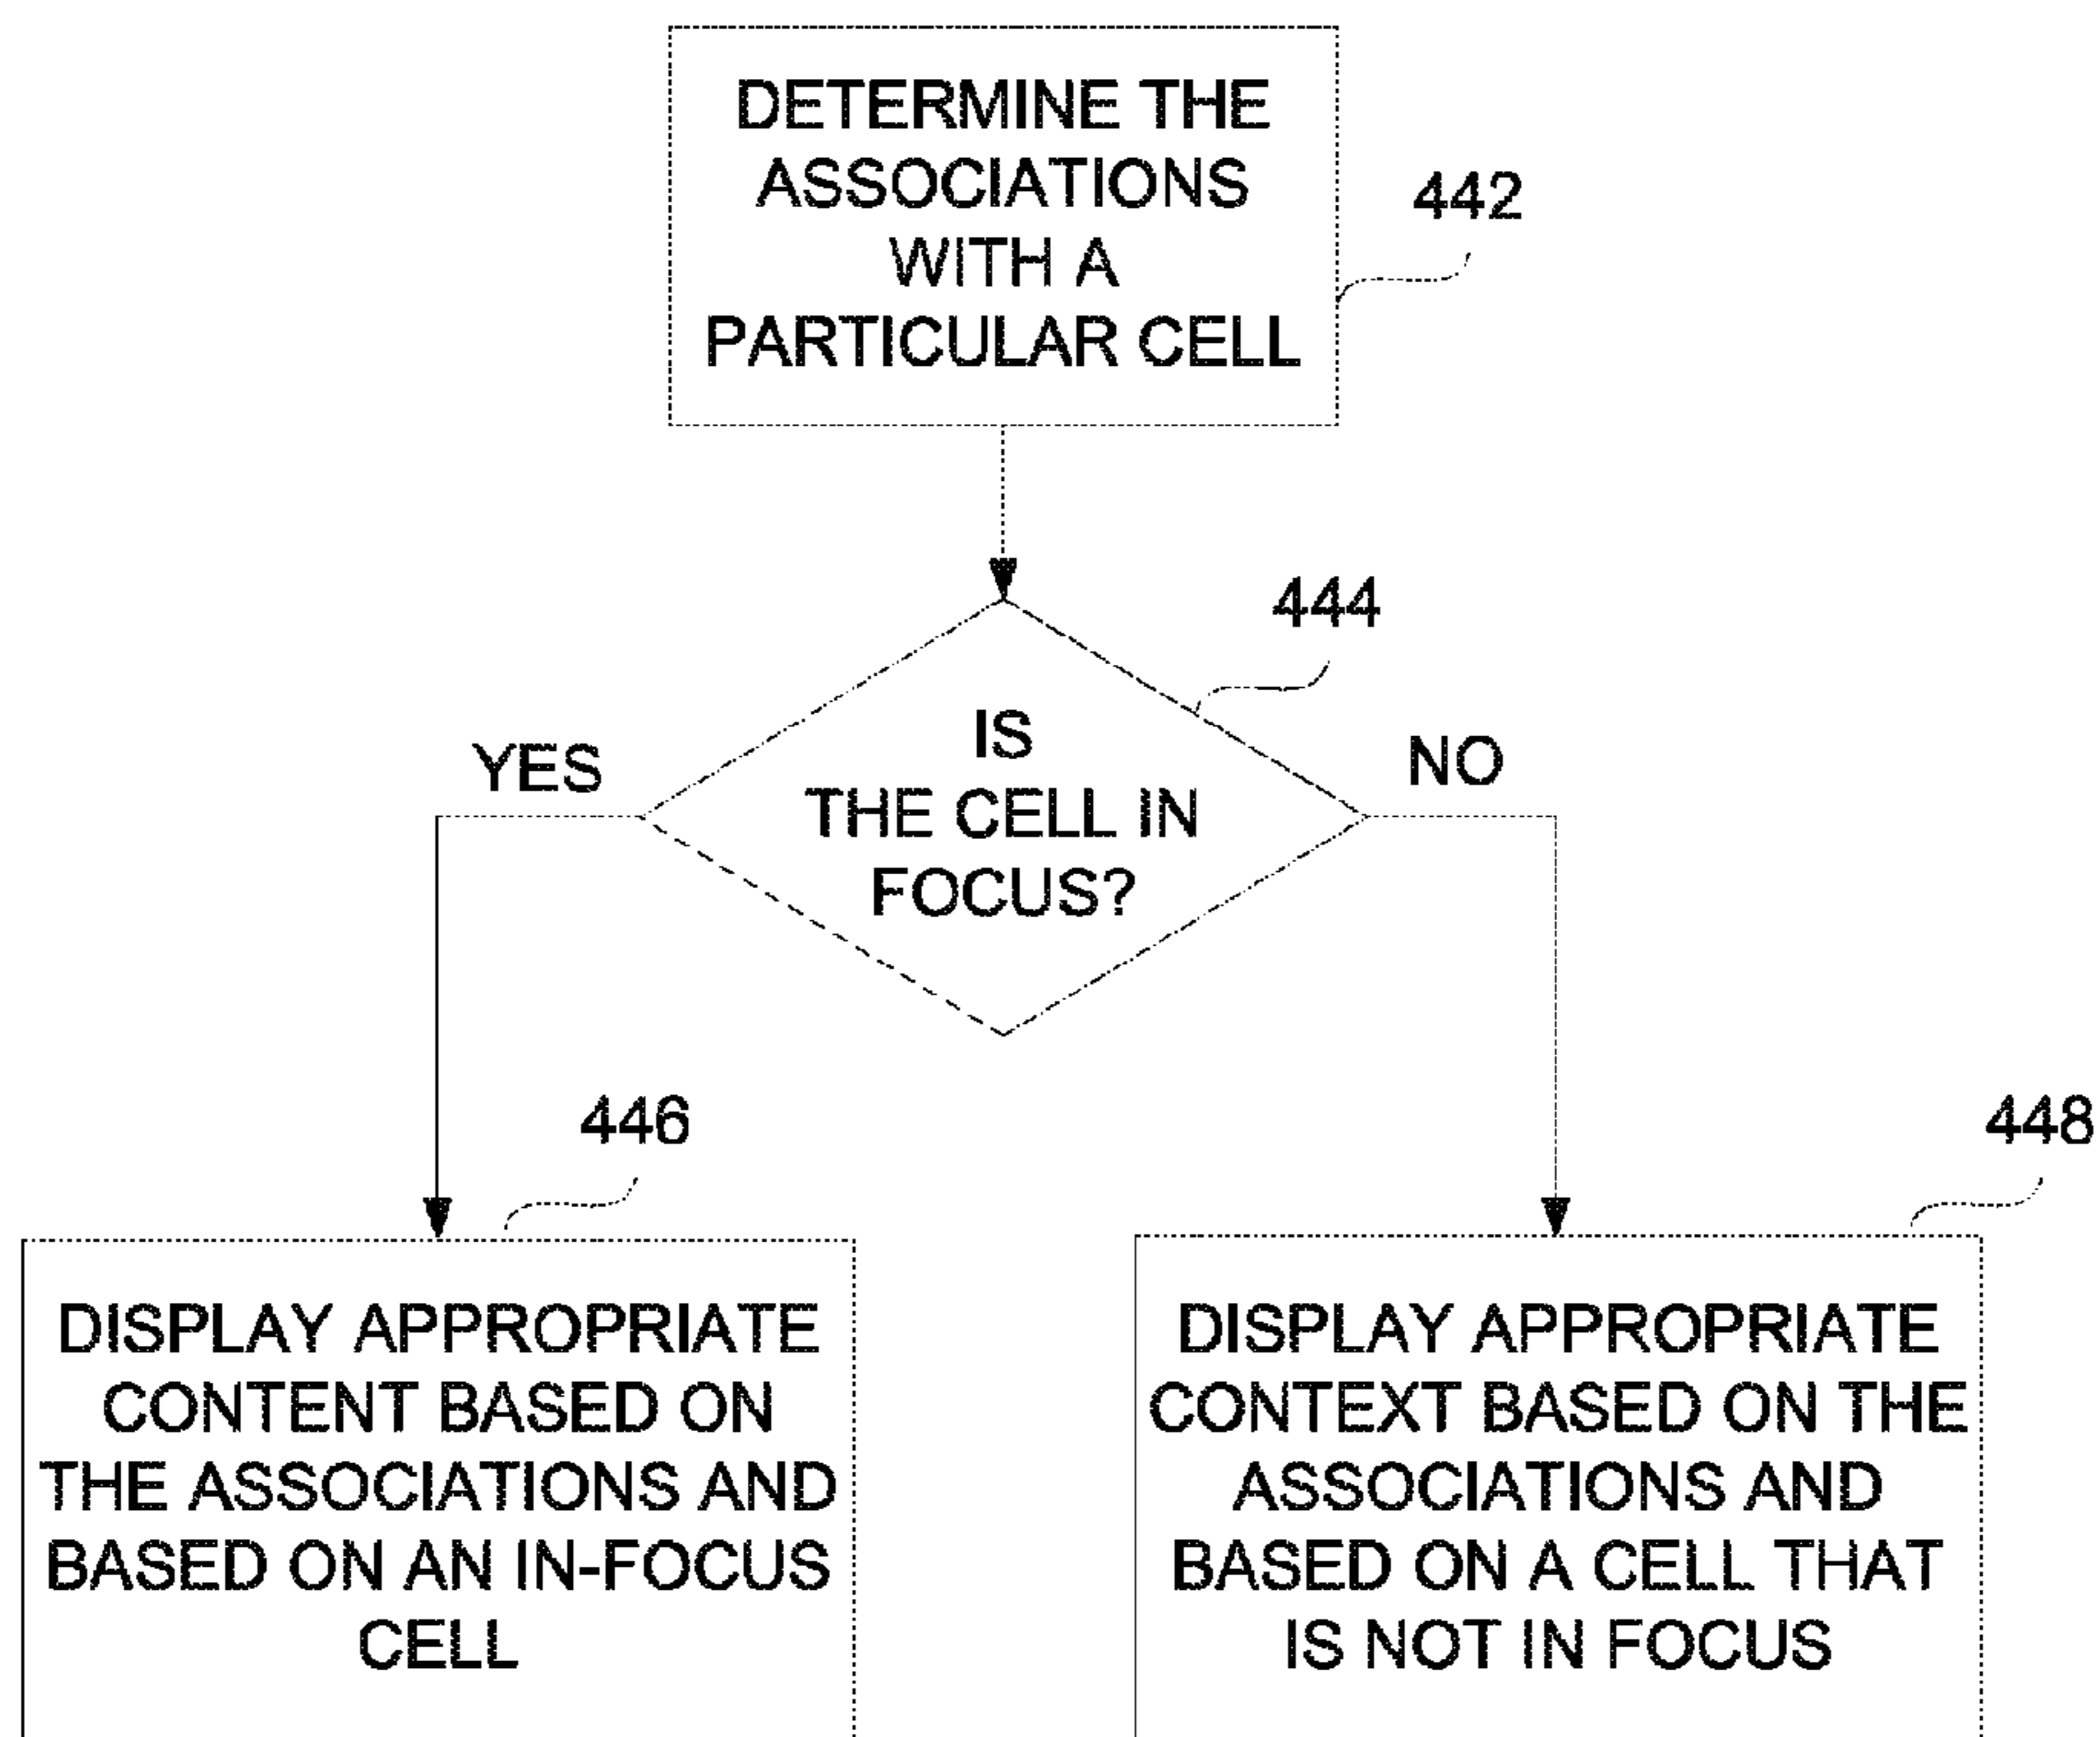 DETERMINE THE
ASSOCIATIONS
WITH A
PARTICULAR CELL
442
444
IS
THE CELL IN
FOCUS?
YES
NO
446
448
DISPLAY APPROPRIATE
CONTENT BASED ON
THE ASSOCIATIONS AND
BASED ON AN IN-FOCUS
CELL
DISPLAY APPROPRIATE
CONTEXT BASED ON THE
ASSOCIATIONS AND
BASED ON A CELL THAT
IS NOT IN FOCUS